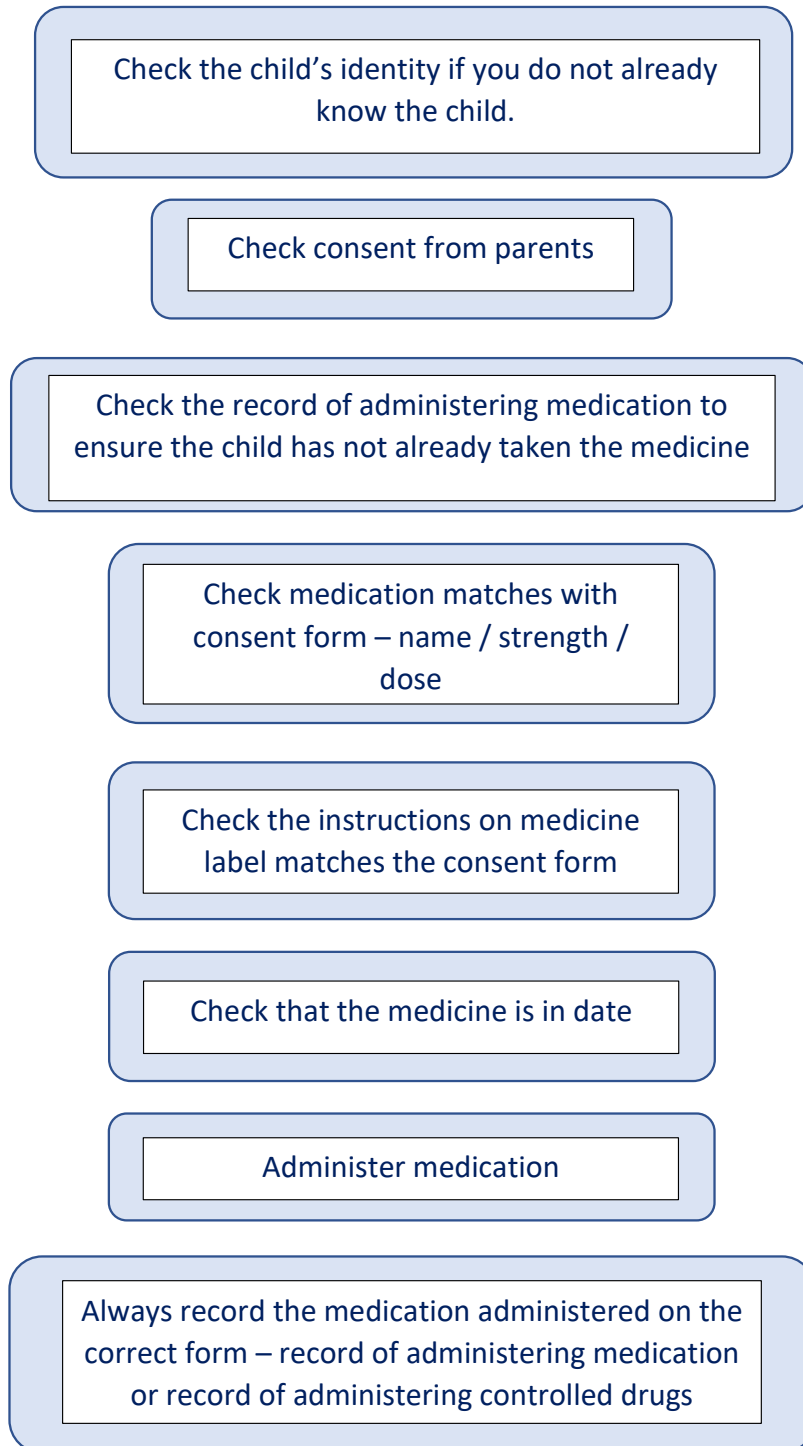 Check the child’s identity if you do not already
know the child.
Check consent from parents
Check the record of administering medication to
ensure the child has not already taken the medicine
Check medication matches with
consent form – name / strength /
dose
Check the instructions on medicine
label matches the consent form
Check that the medicine is in date
Administer medication
Always record the medication administered on the
correct form – record of administering medication
or record of administering controlled drugs